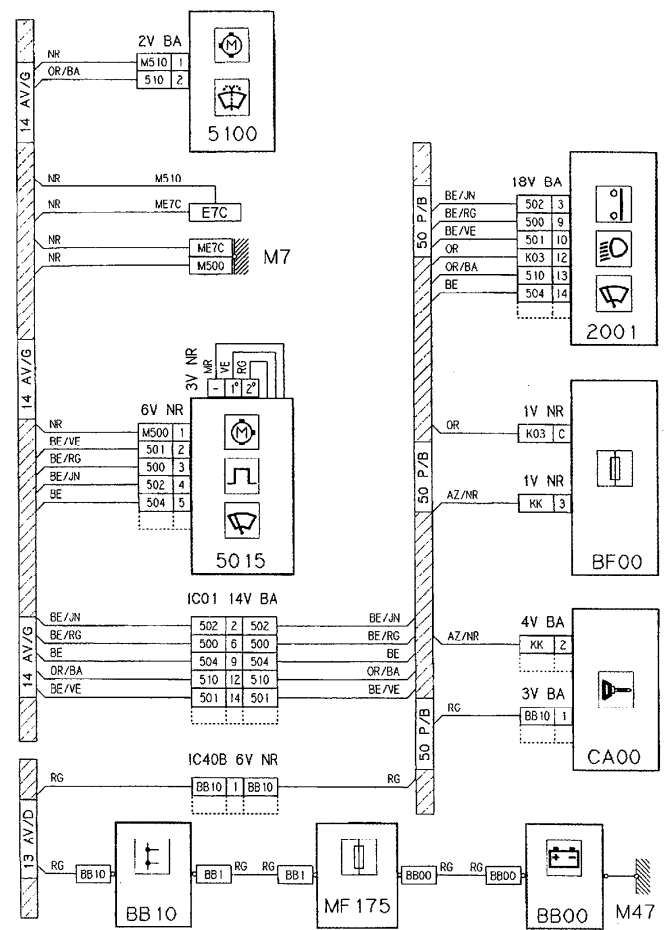 2V BA
NR M510 1
OR/BA 510 2
M
5100
14 AV/G
NR M510
NR ME7C E7C
NR ME7C
NR M500
M7
14 AV/G
3V NR
MR VE RG
- 1° 2°
6V NR
NR M500 1
BE/VE 501 2
BE/RG 500 3
BE/JN 502 4
BE 504 5
M
5015
IC01 14V BA
BE/JN 502 2 502 BE/JN
BE/RG 500 6 500 BE/RG
BE 504 9 504 BE
OR/BA 510 12 510 OR/BA
BE/VE 501 14 501 BE/VE
14 AV/G
IC40B 6V NR
RG BB10 1 BB10 RG
13 AV/D
50 P/B
18V BA
BE/JN 502 3
BE/RG 500 9
BE/VE 501 10
OR K03 12
OR/BA 510 13
BE 504 14
2001
50 P/B
1V NR
OR K03 C
1V NR
AZ/NR KK 3
BF00
4V BA
AZ/NR KK 2
3V BA
RG BB10 1
CA00
50 P/B
RG BB10 BB1 RG RG BB1 BB00 RG RG BB00
+ -
BB10 MF175 BB00 M47